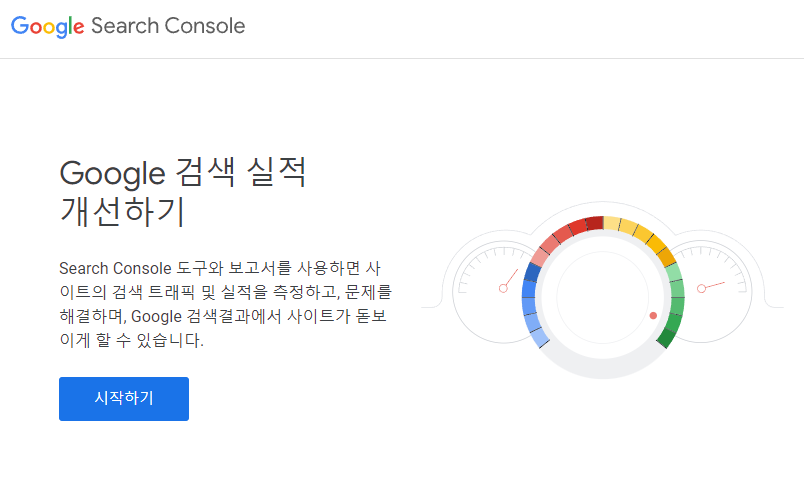 Google Search Console
Google 검색 실적
개선하기
Search Console 도구와 보고서를 사용하면 사
이트의 검색 트래픽 및 실적을 측정하고, 문제를
해결하며, Google 검색결과에서 사이트가 돋보
이게 할 수 있습니다.
시작하기